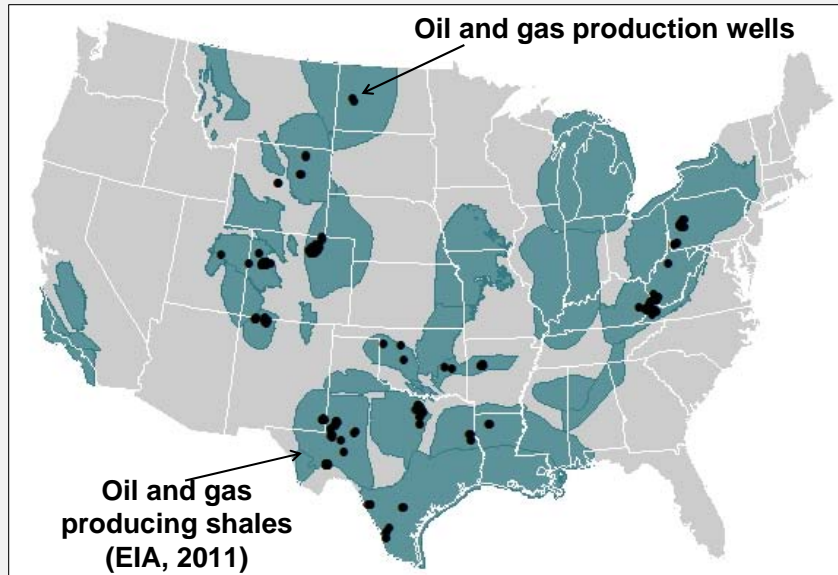 Oil and gas production wells
Oil and gas
producing shales
(EIA, 2011)